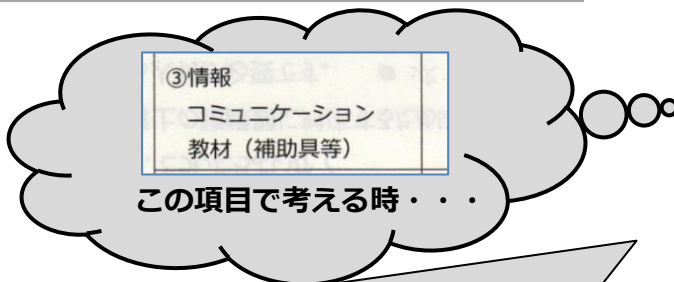 ③情報
コミュニケーション
教材（補助具等）
この項目で考える時・・・